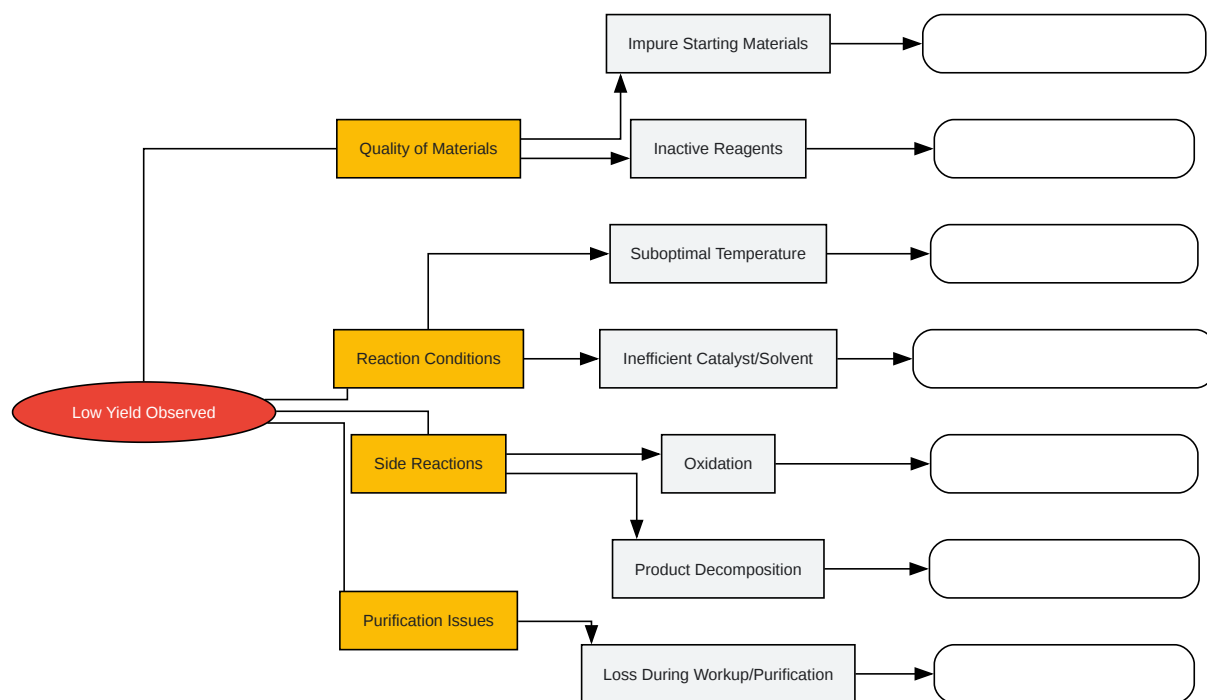 Impure Starting Materials
Quality of Materials
Inactive Reagents
Suboptimal Temperature
Reaction Conditions
Inefficient Catalyst/Solvent
Low Yield Observed
Side Reactions
Oxidation
Product Decomposition
Purification Issues
Loss During Workup/Purification